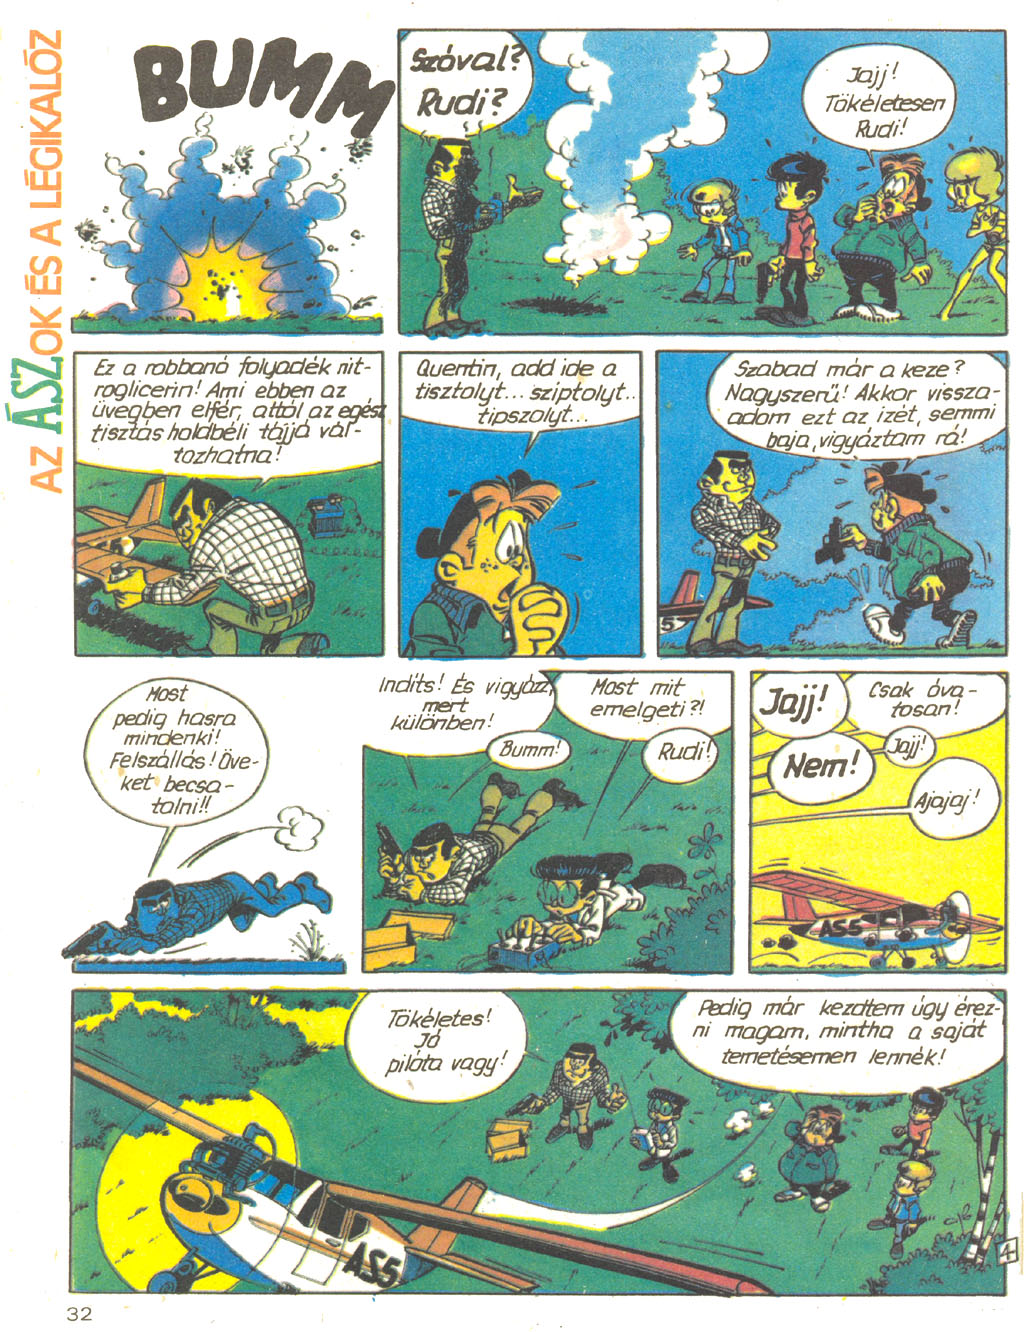 AZ ÁSZOK ÉS A LÉGIKALÓZ
BUMM
Szóval?
Rudi?
Jajj!
Tökéletesen
Rudi!
Ez a robbanó folyadék nit-
roglicerin! Ami ebben az
üvegben elfér, attól az egész
tisztás holdbéli tájjá vál-
tozhatna!
Quentin, add ide a
tisztolyt... sziptolyt..
tipszolyt...
Szabad már a keze?
Nagyszerű! Akkor vissza-
adom ezt az izét, semmi
baja, vigyáztam rá!
Most
pedig hasra
mindenki!
Felszállás! Öve-
ket becsa-
tolni!!
Indíts! És vigyázz,
mert
különben!
Bumm!
Most mit
emelgeti?!
Rudi!
Jajj!
Csak óva-
tosan!
Nem!
Jajj!
Ajajaj!
AS5
Tökéletes!
Jó
pilóta vagy!
Pedig már kezdtem úgy érez-
ni magam, mintha a saját
temetésemen lennék!
AS5
4
32